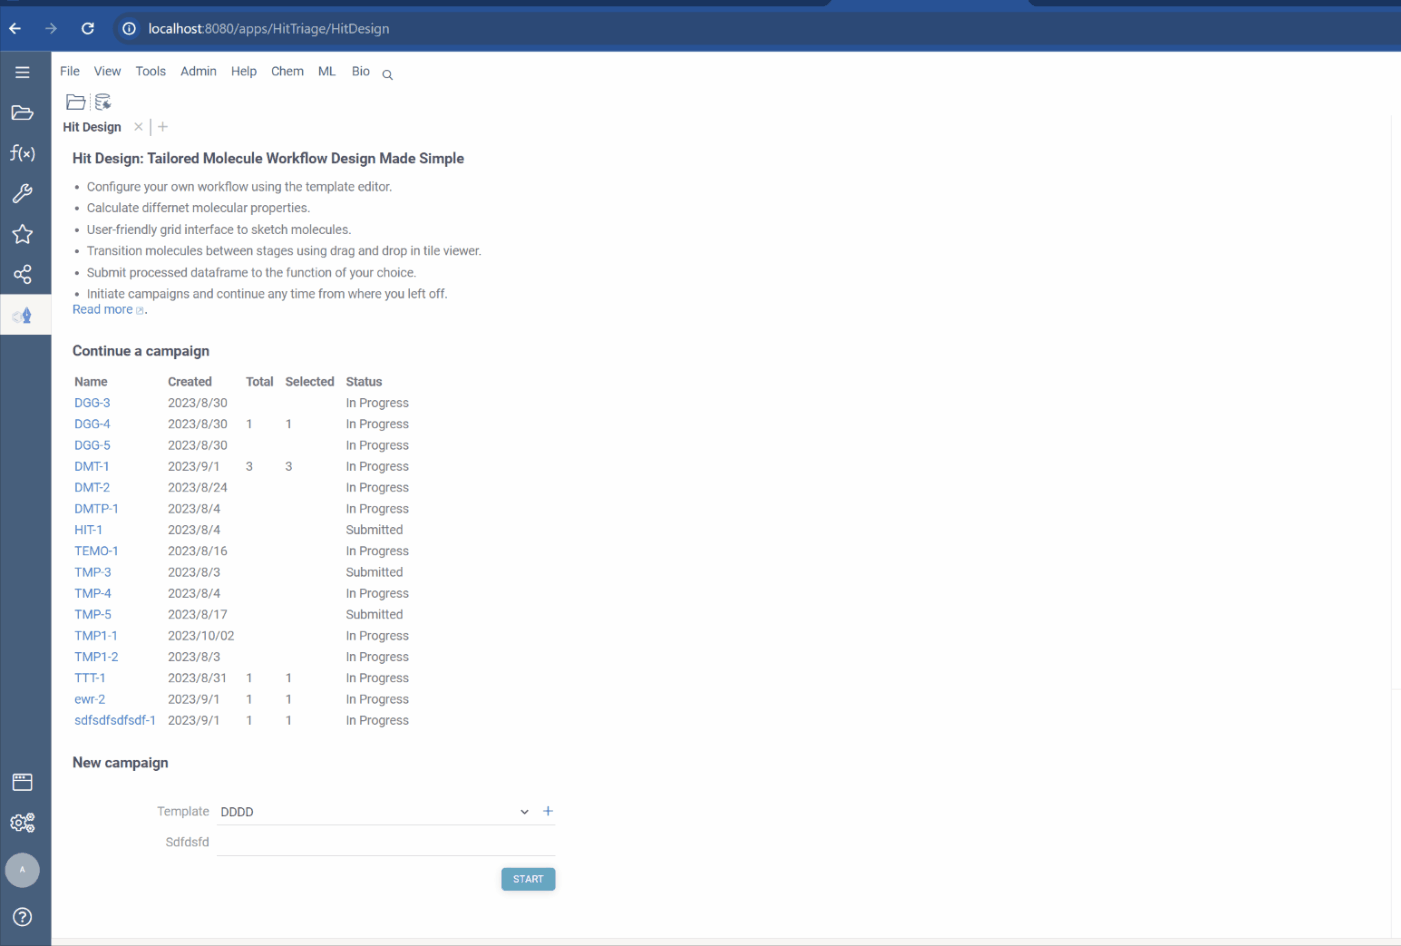 localhost:8080/apps/HitTriage/HitDesign
File View Tools Admin Help Chem ML Bio
f(x)
Hit Design × | +
Hit Design: Tailored Molecule Workflow Design Made Simple
• Configure your own workflow using the template editor.
• Calculate differnet molecular properties.
• User-friendly grid interface to sketch molecules.
• Transition molecules between stages using drag and drop in tile viewer.
• Submit processed dataframe to the function of your choice.
• Initiate campaigns and continue any time from where you left off.
Read more.
Continue a campaign
Name Created Total Selected Status
DGG-3 2023/8/30 In Progress
DGG-4 2023/8/30 1 1 In Progress
DGG-5 2023/8/30 In Progress
DMT-1 2023/9/1 3 3 In Progress
DMT-2 2023/8/24 In Progress
DMTP-1 2023/8/4 In Progress
HIT-1 2023/8/4 Submitted
TEMO-1 2023/8/16 In Progress
TMP-3 2023/8/3 Submitted
TMP-4 2023/8/4 In Progress
TMP-5 2023/8/17 Submitted
TMP1-1 2023/10/02 In Progress
TMP1-2 2023/8/3 In Progress
TTT-1 2023/8/31 1 1 In Progress
ewr-2 2023/9/1 1 1 In Progress
sdfsdfsdfsdf-1 2023/9/1 1 1 In Progress
New campaign
Template DDDD +
Sdfdsfd
START
A
?